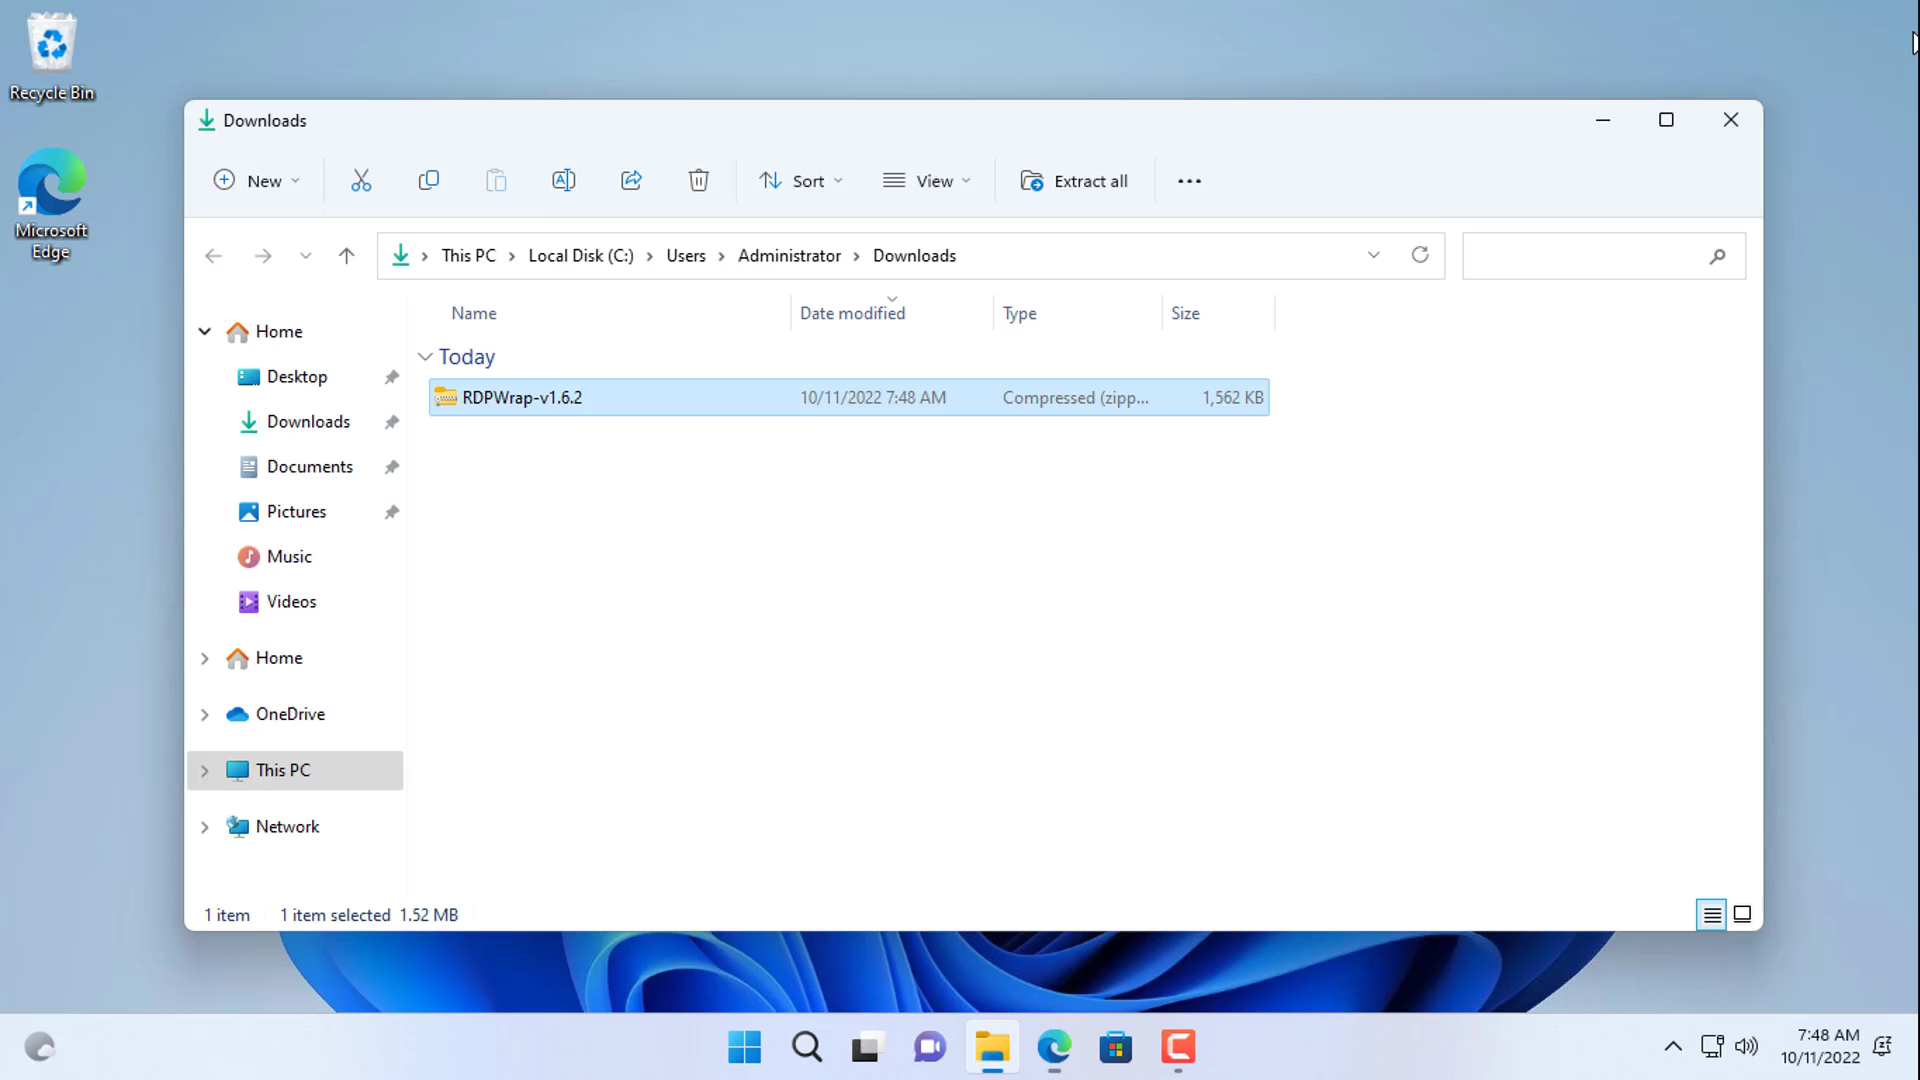 Recycle Bin
Microsoft
Edge
Downloads
New
Sort
View
Extract all
This PC
Local Disk (C:)
Users
Administrator
Downloads
Name
Date modified
Type
Size
Today
RDPWrap-v1.6.2
10/11/2022 7:48 AM
Compressed (zipp...
1,562 KB
Home
Desktop
Downloads
Documents
Pictures
Music
Videos
Home
OneDrive
This PC
Network
1 item
1 item selected 1.52 MB
7:48 AM
10/11/2022